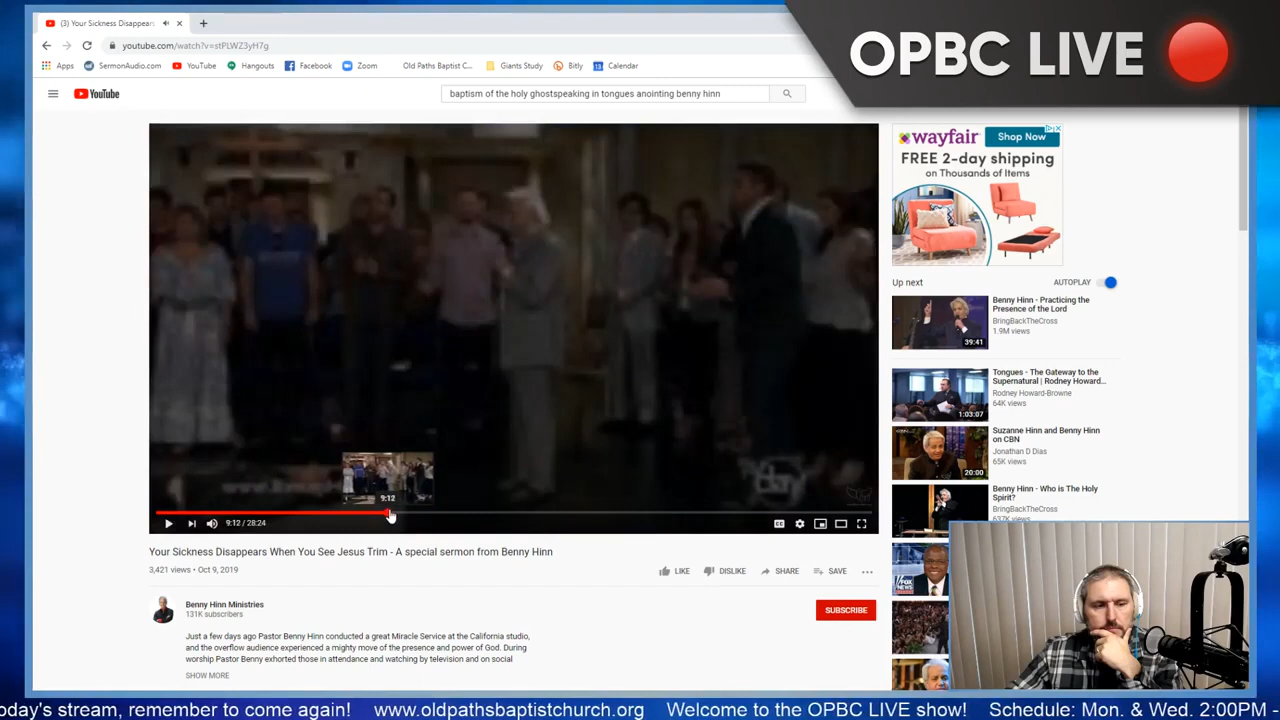 (3) Your Sickness Disappears
OPBC LIVE
youtube.com/watch?v=stPLWZ3yH7g
Apps SermonAudio.com YouTube Hangouts Facebook Zoom Old Paths Baptist C... Giants Study Bitly 13 Calendar
YouTube
baptism of the holy ghostspeaking in tongues anointing benny hinn
wayfair Shop Now
FREE 2-day shipping
on Thousands of Items
Up next AUTOPLAY
Benny Hinn - Practicing the
Presence of the Lord
BringBackTheCross
1.9M views
39:41
Tongues - The Gateway to the
Supernatural | Rodney Howard...
Rodney Howard-Browne
64K views
1:03:07
Suzanne Hinn and Benny Hinn
on CBN
Jonathan D Dias
65K views
20:00
Benny Hinn - Who is The Holy
Spirit?
BringBackTheCross
637K views
FOX
NEWS
9:12
9:12 / 28:24
CC
Your Sickness Disappears When You See Jesus Trim - A special sermon from Benny Hinn
3,421 views • Oct 9, 2019
LIKE DISLIKE SHARE SAVE ...
Benny Hinn Ministries
131K subscribers
SUBSCRIBE
Just a few days ago Pastor Benny Hinn conducted a great Miracle Service at the California studio,
and the overflow audience experienced a mighty move of the presence and power of God. During
worship Pastor Benny exhorted those in attendance and watching by television and on social
SHOW MORE
oday's stream, remember to come again! www.oldpathsbaptistchurch.org Welcome to the OPBC LIVE show! Schedule: Mon. & Wed. 2:00PM -